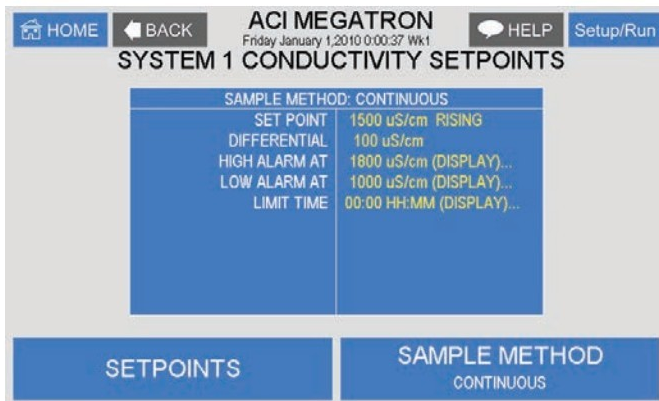 HOME
BACK
ACI MEGATRON
Friday January 1,2010 0:00:37 Wk1
HELP
Setup/Run
SYSTEM 1 CONDUCTIVITY SETPOINTS
SAMPLE METHOD: CONTINUOUS
SET POINT 1500 uS/cm RISING
DIFFERENTIAL 100 uS/cm
HIGH ALARM AT 1800 uS/cm (DISPLAY)...
LOW ALARM AT 1000 uS/cm (DISPLAY)...
LIMIT TIME 00:00 HH:MM (DISPLAY)...
SETPOINTS
SAMPLE METHOD
CONTINUOUS